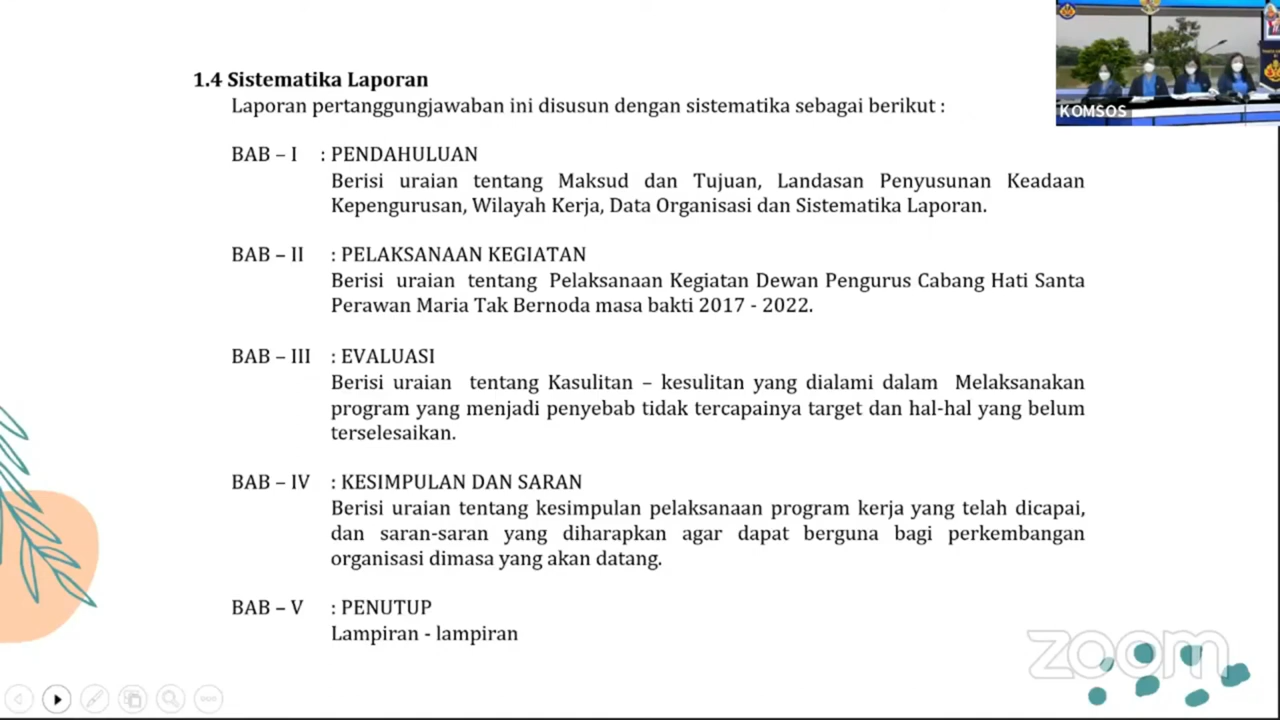 1.4 Sistematika Laporan
Laporan pertanggungjawaban ini disusun dengan sistematika sebagai berikut :
BAB – I : PENDAHULUAN
Berisi uraian tentang Maksud dan Tujuan, Landasan Penyusunan Keadaan
Kepengurusan, Wilayah Kerja, Data Organisasi dan Sistematika Laporan.
BAB – II : PELAKSANAAN KEGIATAN
Berisi uraian tentang Pelaksanaan Kegiatan Dewan Pengurus Cabang Hati Santa
Perawan Maria Tak Bernoda masa bakti 2017 - 2022.
BAB – III : EVALUASI
Berisi uraian tentang Kasulitan – kesulitan yang dialami dalam Melaksanakan
program yang menjadi penyebab tidak tercapainya target dan hal-hal yang belum
terselesaikan.
BAB – IV : KESIMPULAN DAN SARAN
Berisi uraian tentang kesimpulan pelaksanaan program kerja yang telah dicapai,
dan saran-saran yang diharapkan agar dapat berguna bagi perkembangan
organisasi dimasa yang akan datang.
BAB – V : PENUTUP
Lampiran - lampiran
KOMSOS
zoom